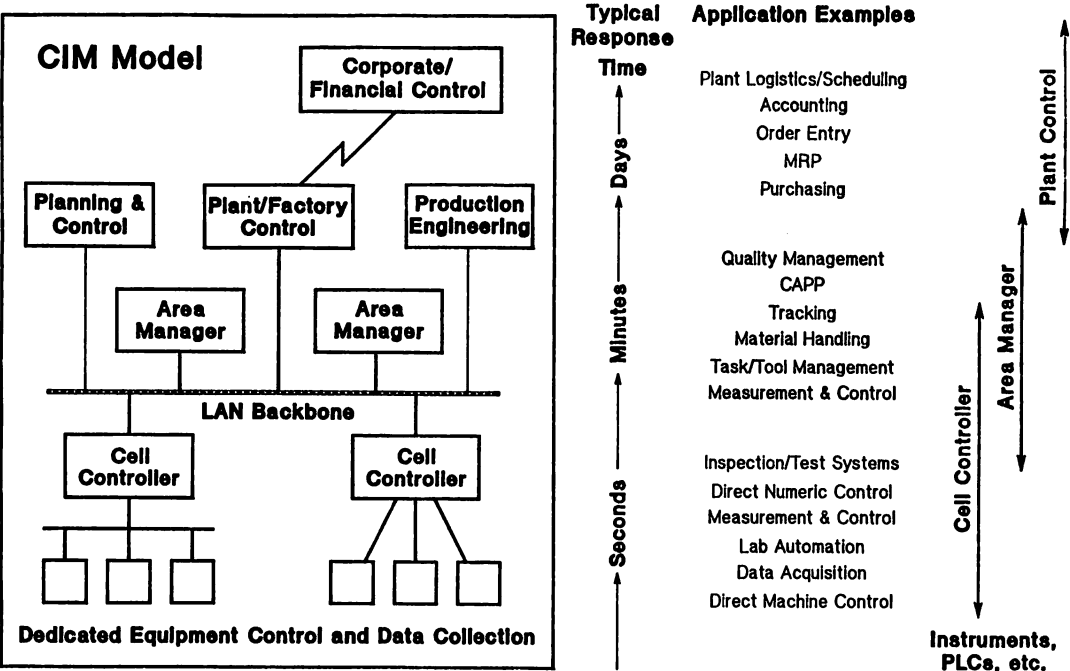 CIM Model
Corporate/
Financial Control
Planning &
Control
Plant/Factory
Control
Production
Engineering
Area
Manager
Area
Manager
LAN Backbone
Cell
Controller
Cell
Controller
Dedicated Equipment Control and Data Collection
Typical
Response
Time
Days
Minutes
Seconds
Application Examples
Plant Logistics/Scheduling
Accounting
Order Entry
MRP
Purchasing
Quality Management
CAPP
Tracking
Material Handling
Task/Tool Management
Measurement & Control
Inspection/Test Systems
Direct Numeric Control
Measurement & Control
Lab Automation
Data Acquisition
Direct Machine Control
Plant Control
Area Manager
Cell Controller
Instruments,
PLCs, etc.